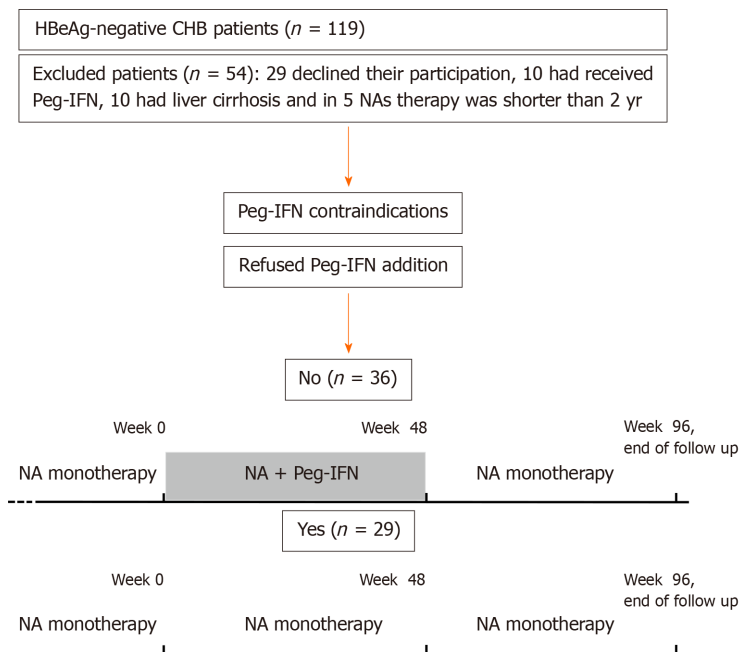 HBeAg-negative CHB patients (n = 119)
Excluded patients (n = 54): 29 declined their participation, 10 had received
Peg-IFN, 10 had liver cirrhosis and in 5 NAs therapy was shorter than 2 yr
Peg-IFN contraindications
Refused Peg-IFN addition
No (n = 36)
Week 0
Week 48
Week 96,
end of follow up
NA monotherapy
NA + Peg-IFN
NA monotherapy
Yes (n = 29)
Week 0
Week 48
Week 96,
end of follow up
NA monotherapy
NA monotherapy
NA monotherapy